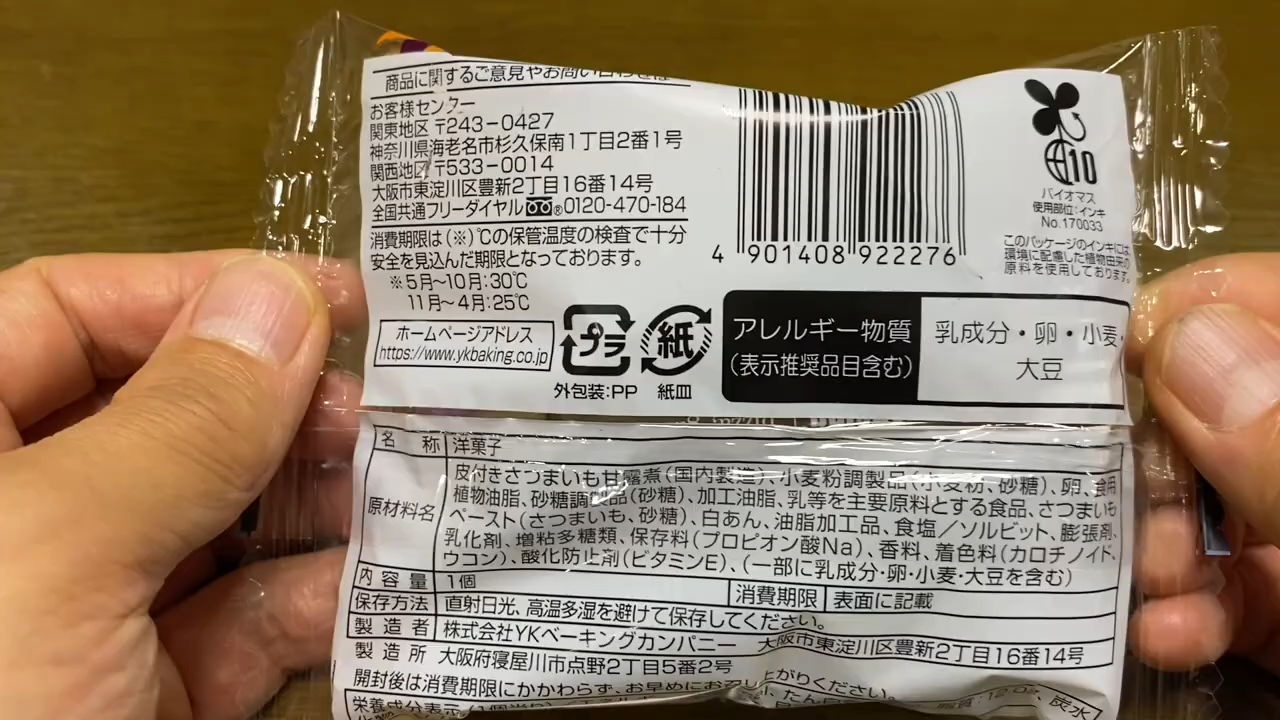 商品に関するご意見やお問い合わせは
お客様センター
関東地区 〒243-0427
神奈川県海老名市杉久保南1丁目2番1号
関西地区 〒533-0014
大阪市東淀川区豊新2丁目16番14号
全国共通フリーダイヤル®0120-470-184
消費期限は(※)℃の保管温度の検査で十分
安全を見込んだ期限となっております。
※5月〜10月:30℃
11月〜4月:25℃
ホームページアドレス
https://www.ykbaking.co.jp
プラ
外包装:PP
紙
紙皿
4 901408 922276
10
バイオマス
使用部位:インキ
No.170033
このパッケージのインキには、
環境に配慮した植物由来の
原料を使用しております。
アレルギー物質
(表示推奨品目含む)
乳成分・卵・小麦・
大豆
名 称 洋菓子
原材料名 皮付きさつまいも甘露煮(国内製造)、小麦粉調製品(小麦粉、砂糖)、卵、食用
植物油脂、砂糖調製品(砂糖)、加工油脂、乳等を主要原料とする食品、さつまいも
ペースト(さつまいも、砂糖)、白あん、油脂加工品、食塩/ソルビット、膨張剤、
乳化剤、増粘多糖類、保存料(プロピオン酸Na)、香料、着色料(カロチノイド、
ウコン)、酸化防止剤(ビタミンE)、(一部に乳成分・卵・小麦・大豆を含む)
内容量 1個 消費期限 表面に記載
保存方法 直射日光、高温多湿を避けて保存してください。
製造者 株式会社YKベーキングカンパニー 大阪市東淀川区豊新2丁目16番14号
製造所 大阪府寝屋川市点野2丁目5番2号
開封後は消費期限にかかわらず、お早めにお召し上がりください。
栄養成分表示(1個当り)